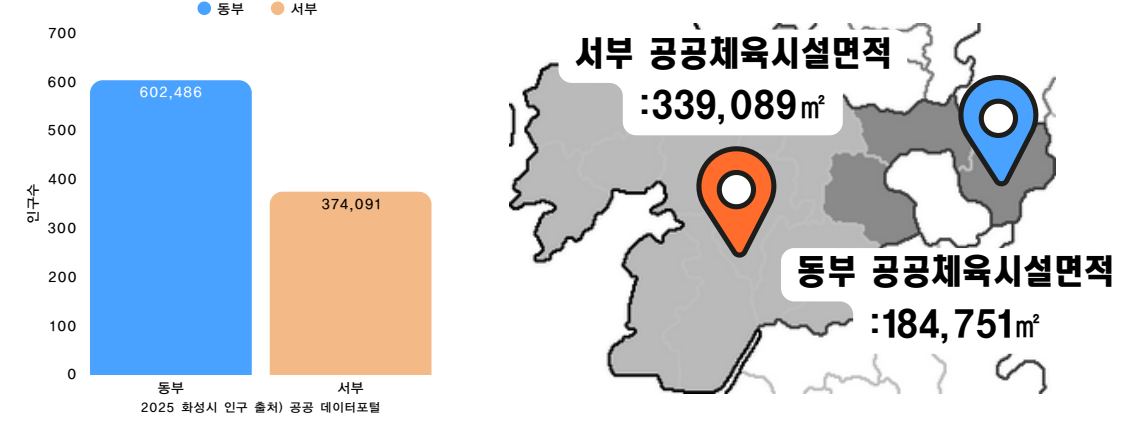 동부 서부
700
600
500
400
300
200
100
0
인구수
602,486
374,091
동부 서부
2025 화성시 인구 출처) 공공 데이터포털
서부 공공체육시설면적
:339,089㎡
동부 공공체육시설면적
:184,751㎡